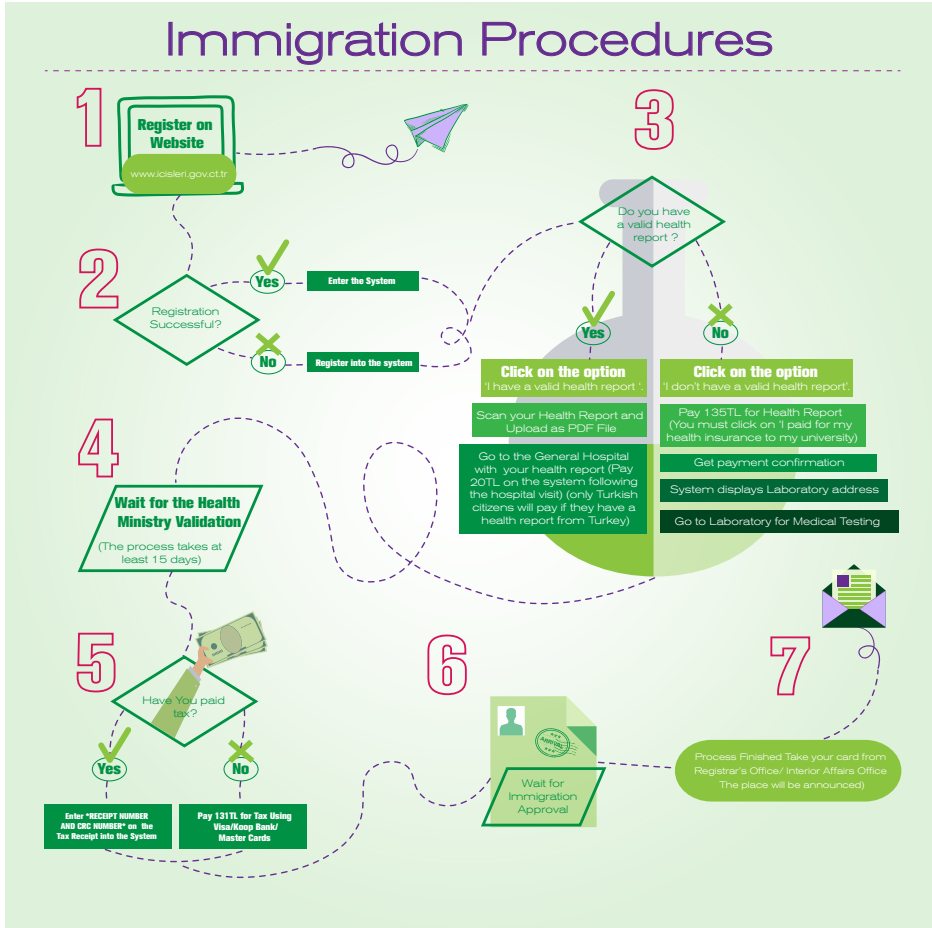 Immigration Procedures
1
Register on
Website
www.icisleri.gov.ct.tr
2
Registration
Successful?
Yes
Enter the System
No
Register into the system
3
Do you have
a valid health
report ?
Yes
Click on the option
'I have a valid health report '.
Scan your Health Report and
Upload as PDF File
Go to the General Hospital
with your health report (Pay
20TL on the system following
the hospital visit) (only Turkish
citizens will pay if they have a
health report from Turkey)
No
Click on the option
'I don't have a valid health report'.
Pay 135TL for Health Report
(You must click on 'I paid for my
health insurance to my university)
Get payment confirmation
System displays Laboratory address
Go to Laboratory for Medical Testing
4
Wait for the Health
Ministry Validation
(The process takes at
least 15 days)
5
Have You paid
tax?
Yes
Enter *RECEIPT NUMBER
AND CRC NUMBER* on the
Tax Receipt into the System
No
Pay 131TL for Tax Using
Visa/Koop Bank/
Master Cards
6
ARRIVAL
Wait for
Immigration
Approval
7
Process Finished Take your card from
Registrar's Office/ Interior Affairs Office
The place will be announced)